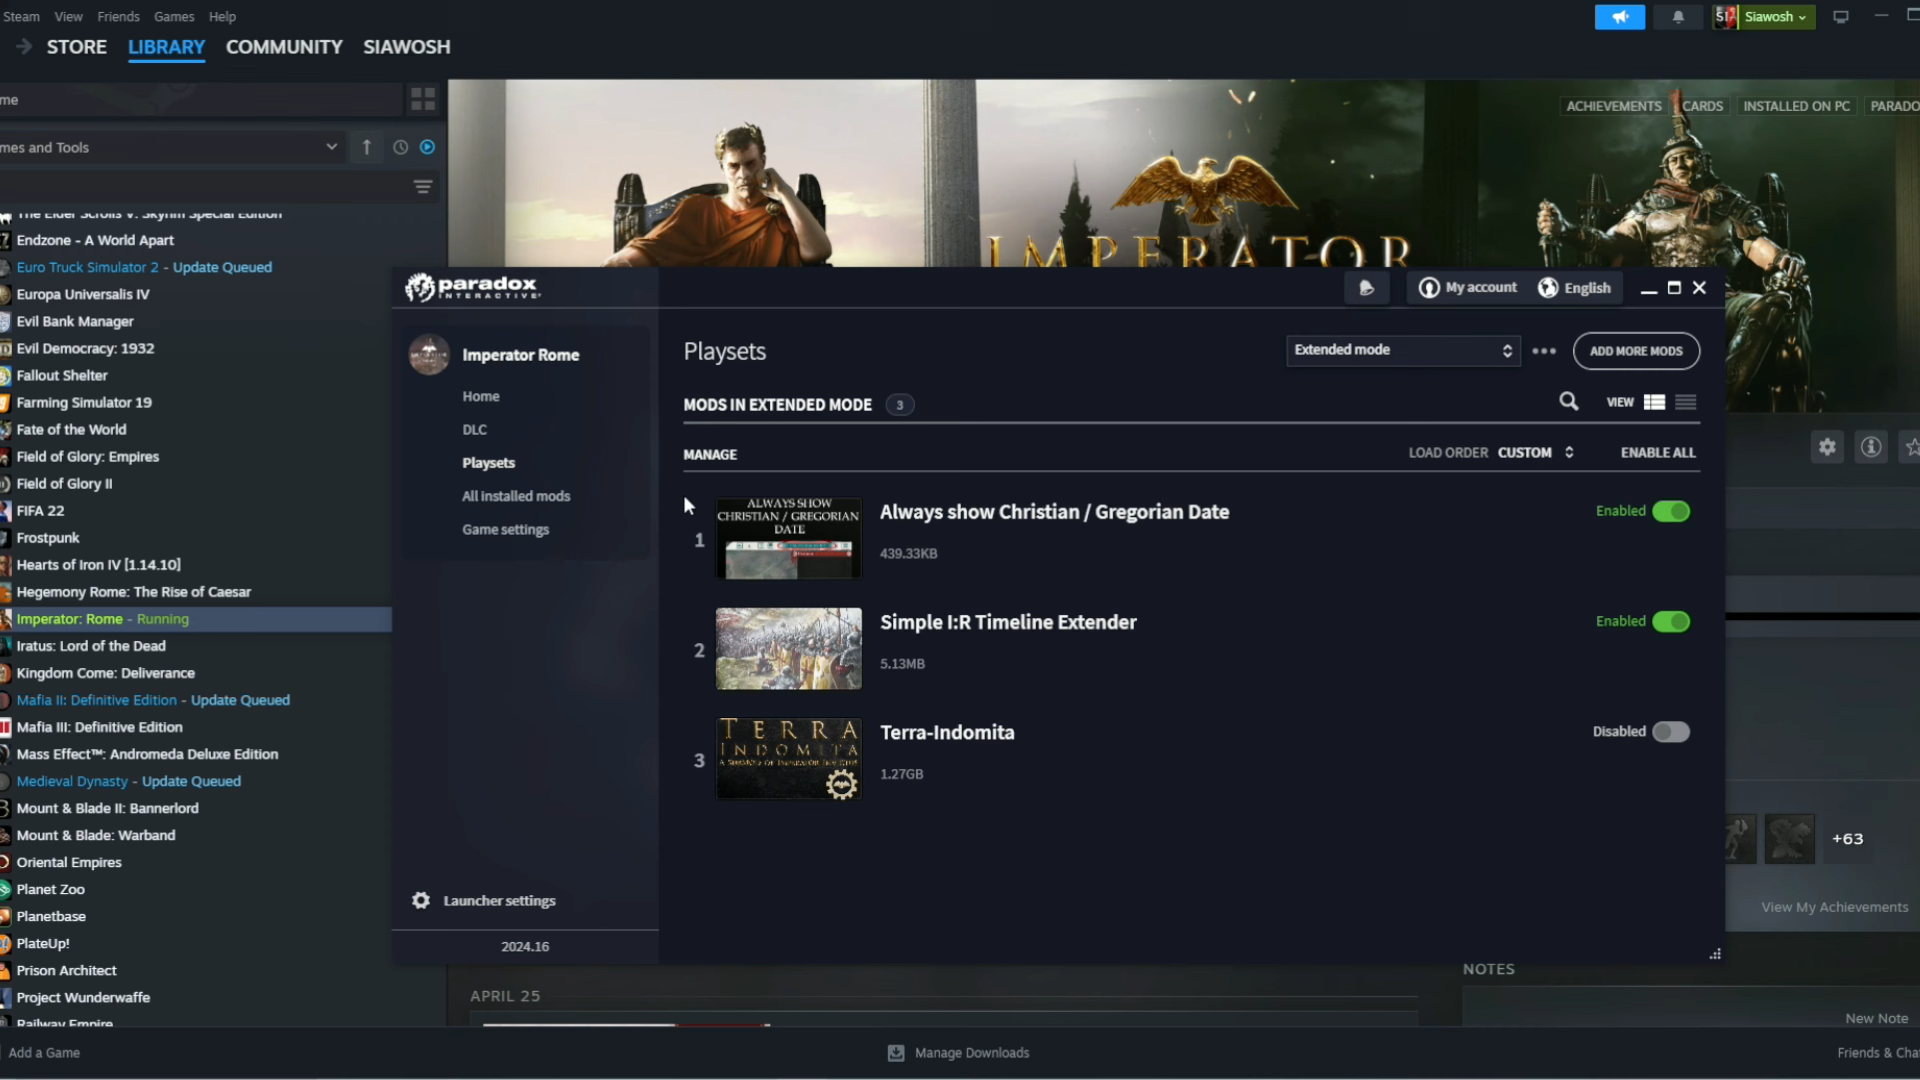 Steam View Friends Games Help
Siawosh
STORE LIBRARY COMMUNITY SIAWOSH
me
mes and Tools
The Elder Scrolls V: Skyrim Special Edition
Endzone - A World Apart
Euro Truck Simulator 2 - Update Queued
Europa Universalis IV
Evil Bank Manager
Evil Democracy: 1932
Fallout Shelter
Farming Simulator 19
Fate of the World
Field of Glory: Empires
Field of Glory II
FIFA 22
Frostpunk
Hearts of Iron IV [1.14.10]
Hegemony Rome: The Rise of Caesar
Imperator: Rome - Running
Iratus: Lord of the Dead
Kingdom Come: Deliverance
Mafia II: Definitive Edition - Update Queued
Mafia III: Definitive Edition
Mass Effect™: Andromeda Deluxe Edition
Medieval Dynasty - Update Queued
Mount & Blade II: Bannerlord
Mount & Blade: Warband
Oriental Empires
Planet Zoo
Planetbase
PlateUp!
Prison Architect
Project Wunderwaffe
Railway Empire
ACHIEVEMENTS CARDS INSTALLED ON PC PARADO
IMPERATOR
paradox
INTERACTIVE
My account English
Imperator Rome
Home
DLC
Playsets
All installed mods
Game settings
Launcher settings
2024.16
Playsets
Extended mode
ADD MORE MODS
MODS IN EXTENDED MODE 3
VIEW
MANAGE
LOAD ORDER CUSTOM
ENABLE ALL
1
ALWAYS SHOW
CHRISTIAN / GREGORIAN
DATE
Always show Christian / Gregorian Date
439.33KB
Enabled
2
Simple I:R Timeline Extender
5.13MB
Enabled
3
TERRA
INDOMITA
Terra-Indomita
1.27GB
Disabled
+63
View My Achievements
NOTES
New Note
APRIL 25
Add a Game
Manage Downloads
Friends & Chat